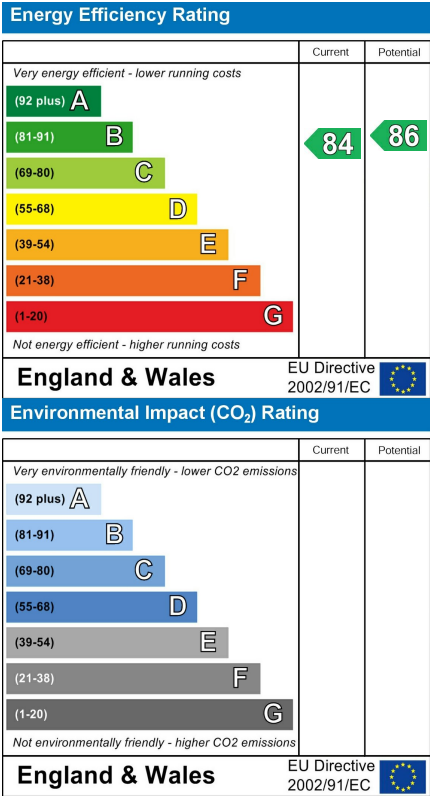 Energy Efficiency Rating
Current Potential
Very energy efficient - lower running costs
(92 plus) A
(81-91) B
84 86
(69-80) C
(55-68) D
(39-54) E
(21-38) F
(1-20) G
Not energy efficient - higher running costs
England & Wales
EU Directive
2002/91/EC
Environmental Impact (CO₂) Rating
Current Potential
Very environmentally friendly - lower CO2 emissions
(92 plus) A
(81-91) B
(69-80) C
(55-68) D
(39-54) E
(21-38) F
(1-20) G
Not environmentally friendly - higher CO2 emissions
England & Wales
EU Directive
2002/91/EC